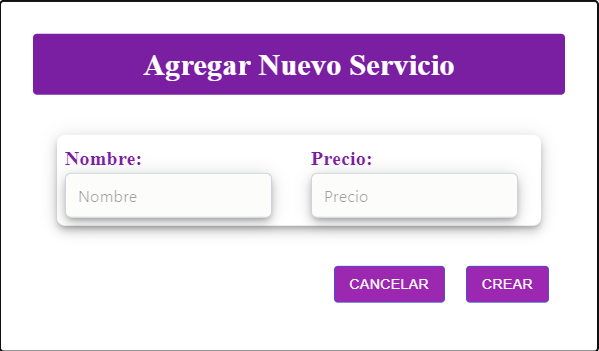 Agregar Nuevo Servicio
Nombre: Precio:
Nombre Precio
CANCELAR CREAR